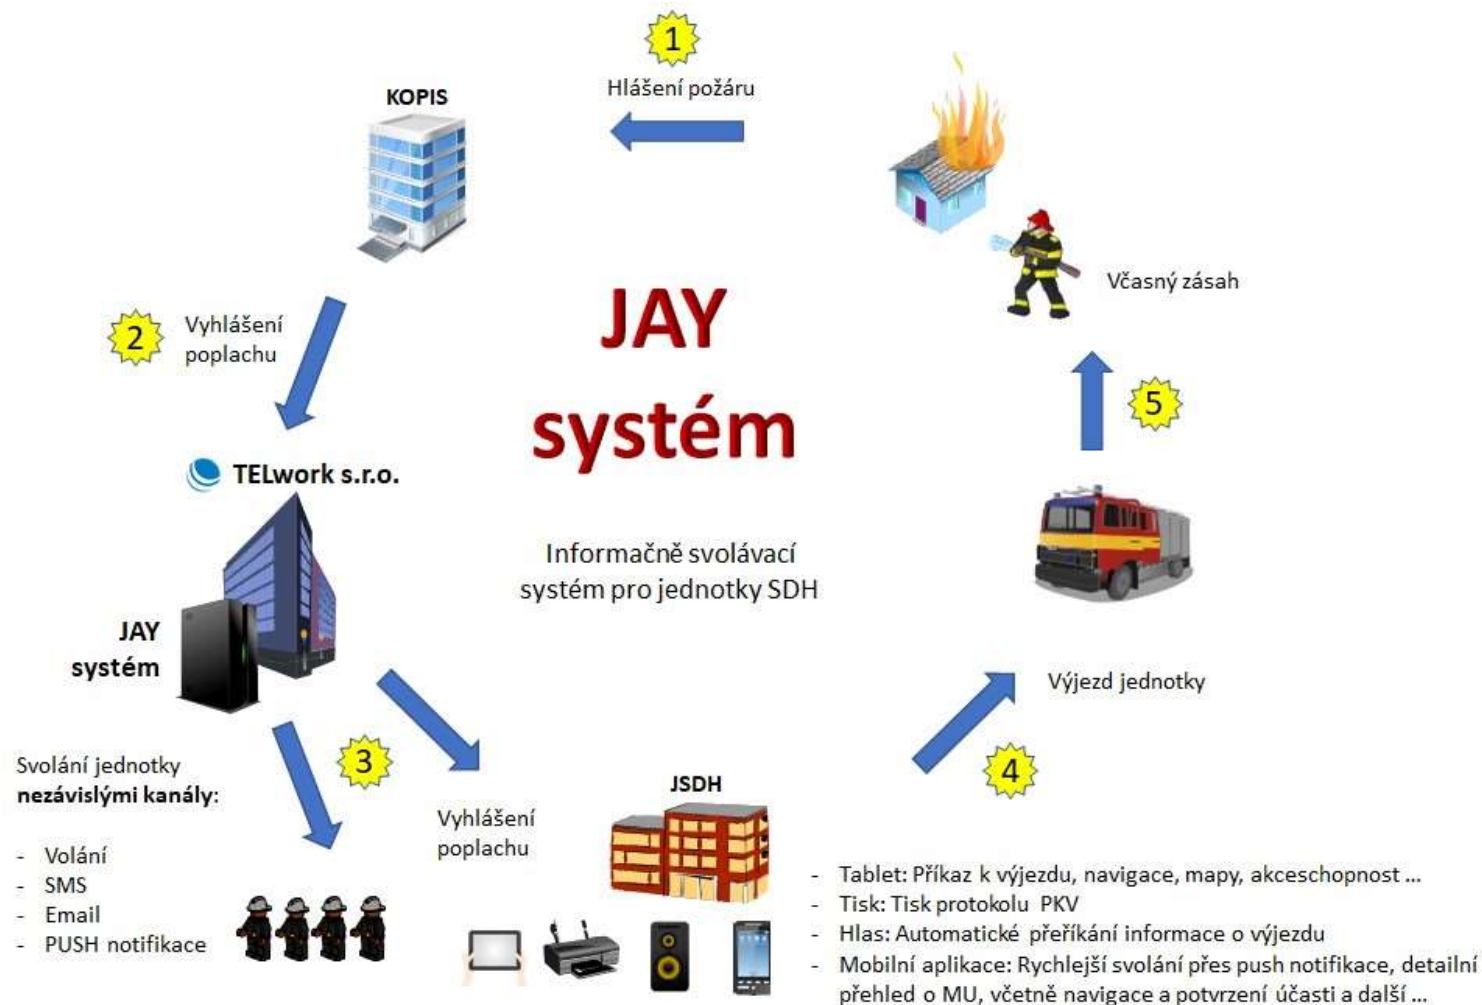 1
Hlášení požáru
KOPIS
Včasný zásah
JAY
systém
2
Vyhlášení
poplachu
5
TELwork s.r.o.
Informačně svolávací
systém pro jednotky SDH
JAY
systém
Výjezd jednotky
3
4
Svolání jednotky
nezávislými kanály:
- Volání
- SMS
- Email
- PUSH notifikace
Vyhlášení
poplachu
JSDH
- Tablet: Příkaz k výjezdu, navigace, mapy, akceschopnost ...
- Tisk: Tisk protokolu PKV
- Hlas: Automatické přeříkání informace o výjezdu
- Mobilní aplikace: Rychlejší svolání přes push notifikace, detailní
přehled o MU, včetně navigace a potvrzení účasti a další ...